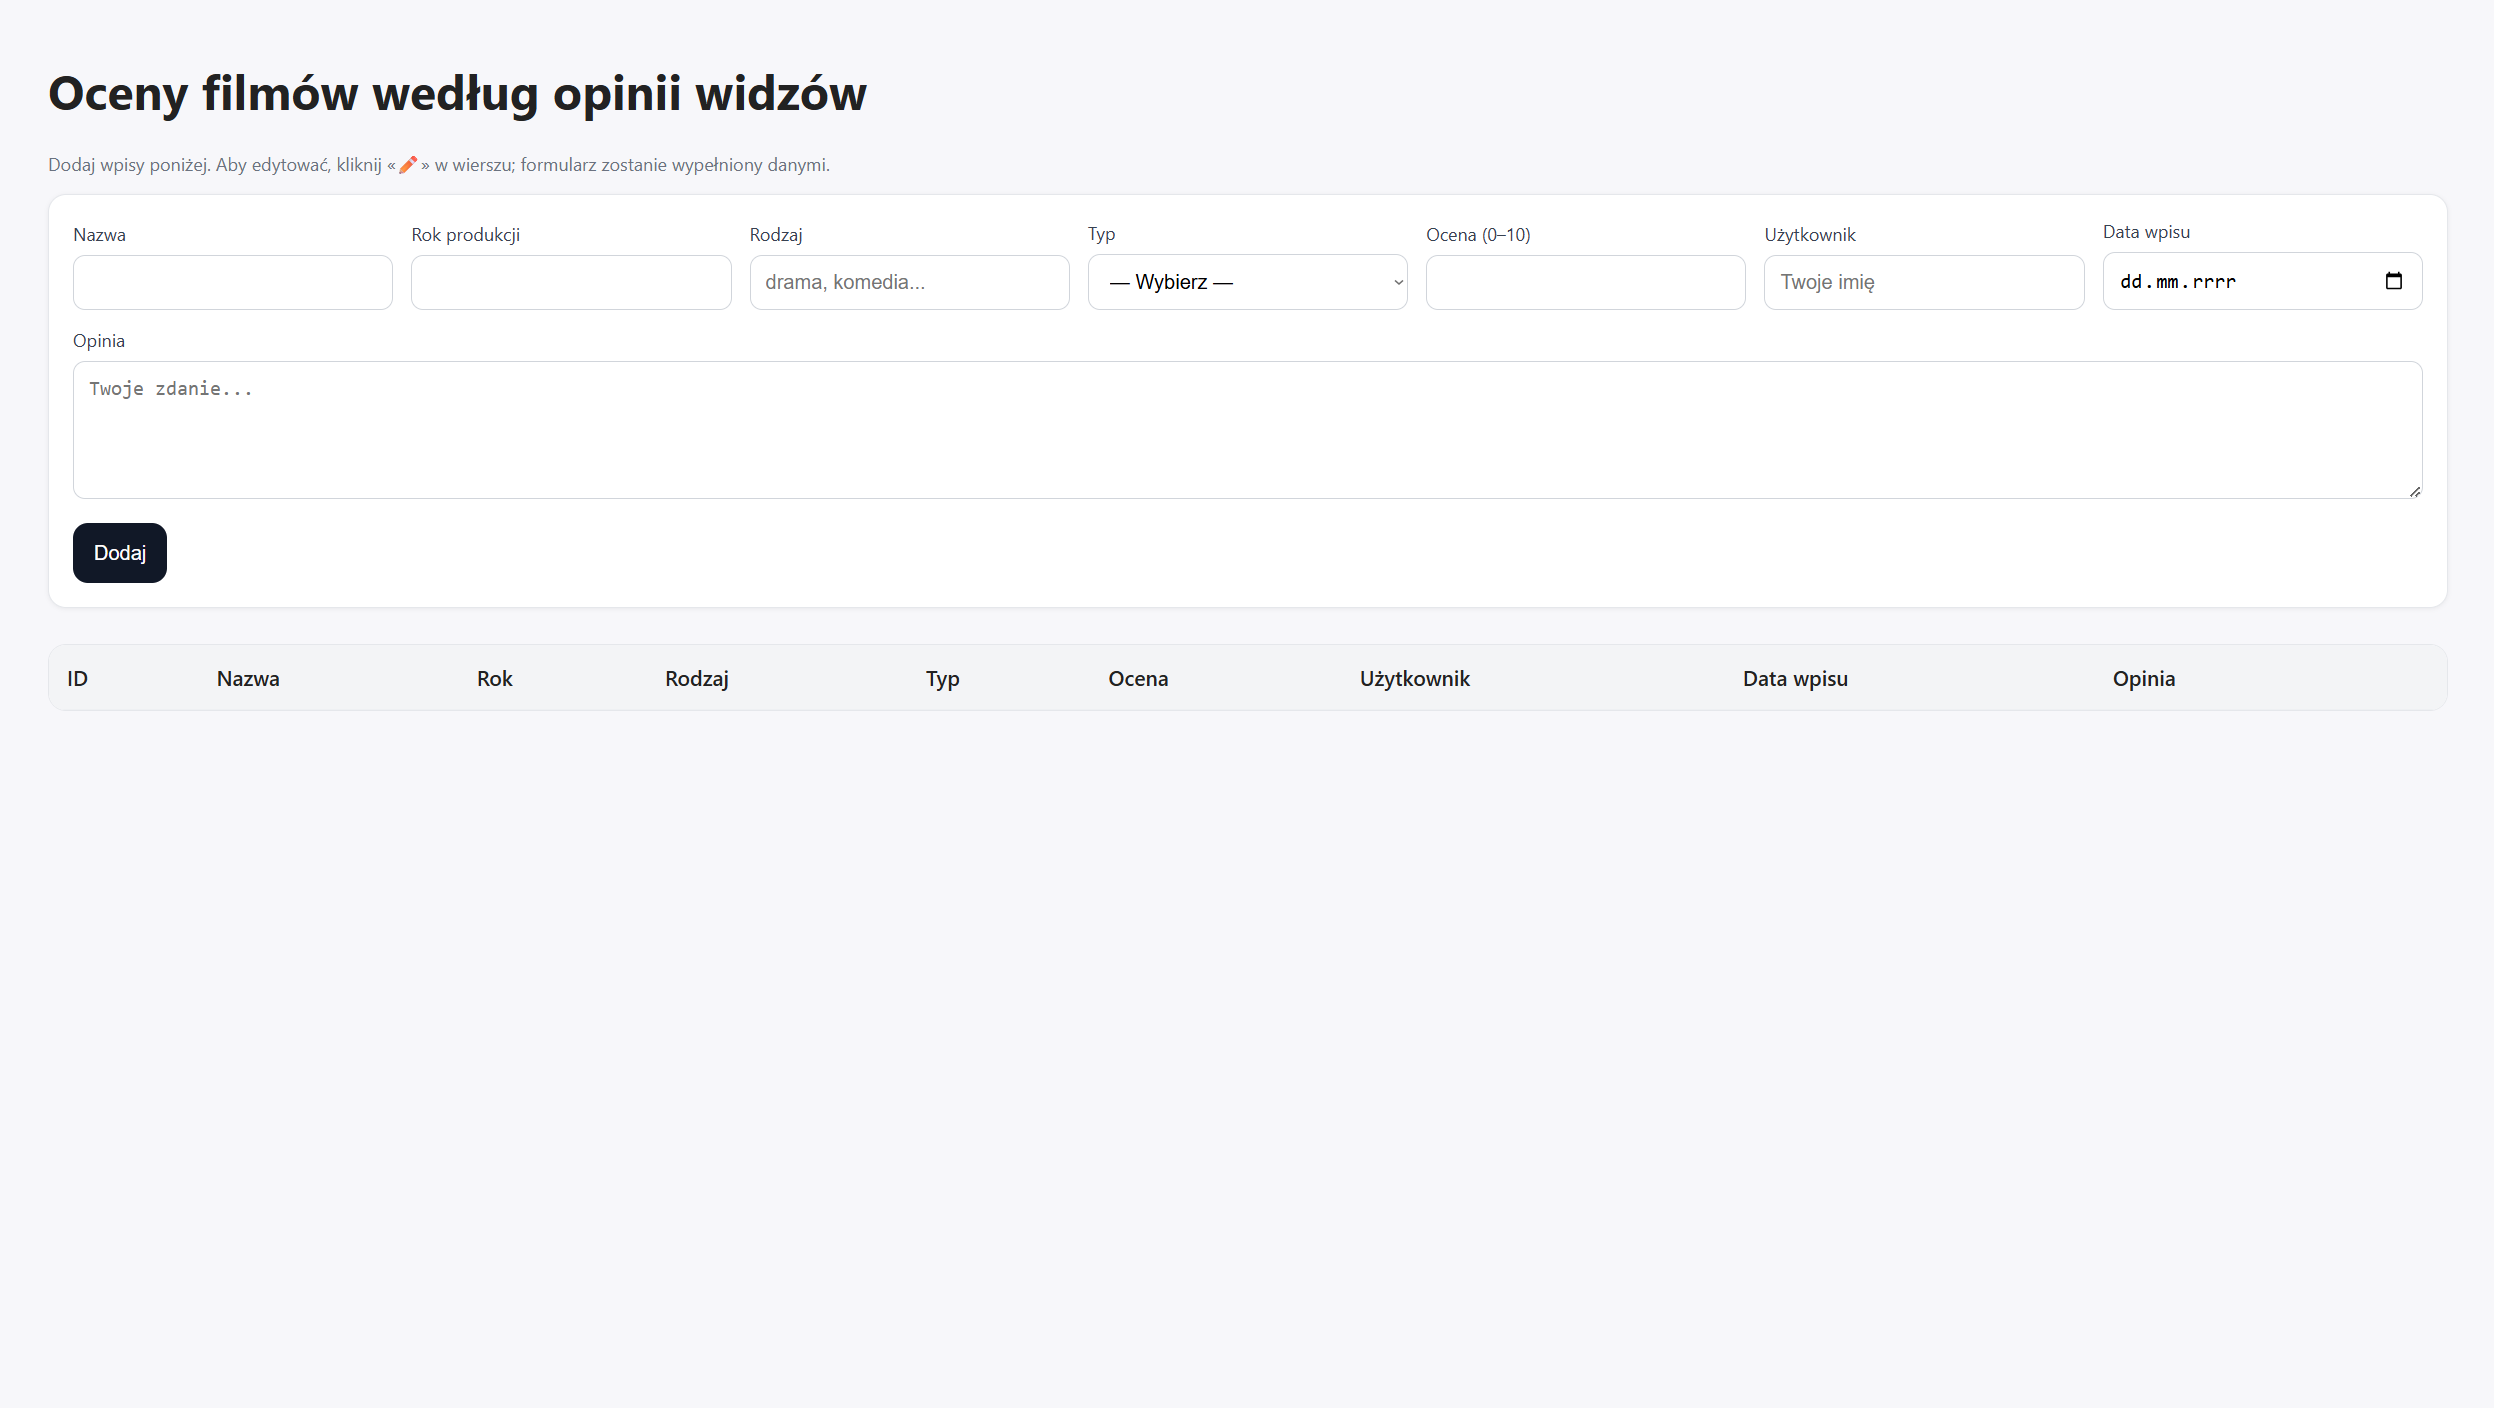 Oceny filmów według opinii widzów
Dodaj wpisy poniżej. Aby edytować, kliknij «✏️» w wierszu; formularz zostanie wypełniony danymi.
Nazwa Rok produkcji Rodzaj Typ Ocena (0–10) Użytkownik Data wpisu
drama, komedia... — Wybierz — Twoje imię dd.mm.rrrr
Opinia
Twoje zdanie...
Dodaj
ID Nazwa Rok Rodzaj Typ Ocena Użytkownik Data wpisu Opinia